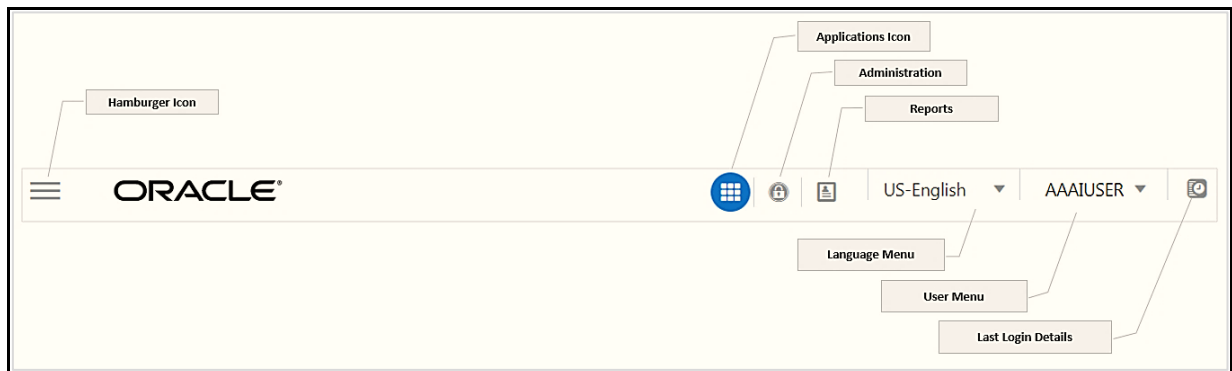 Applications Icon
Administration
Hamburger Icon
Reports
ORACLE®
US-English
AAAIUSER
Language Menu
User Menu
Last Login Details